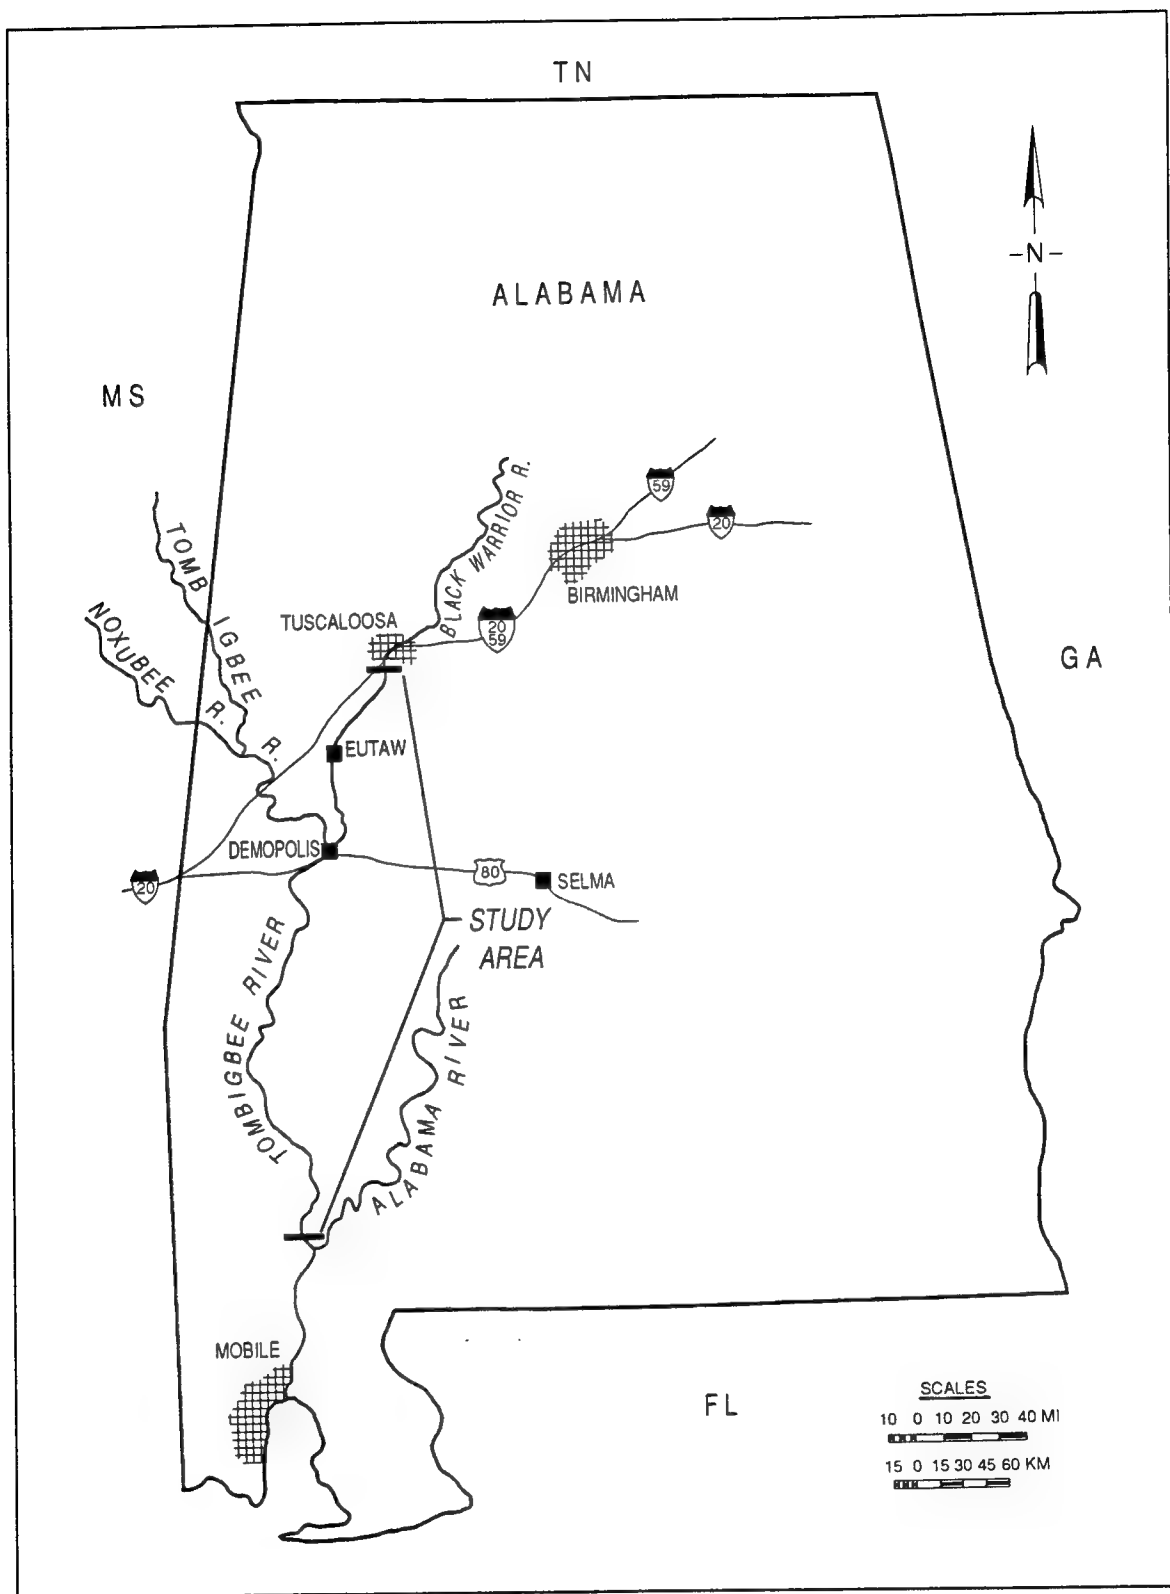 TN
-N-
ALABAMA
MS
BLACK WARRIOR R.
59
20
TOMBIGBEE R.
BIRMINGHAM
NOXUBEE R.
TUSCALOOSA
20
59
GA
EUTAW
DEMOPOLIS
80
20
SELMA
STUDY
AREA
TOMBIGBEE RIVER
ALABAMA RIVER
MOBILE
FL
SCALES
10 0 10 20 30 40 MI
15 0 15 30 45 60 KM